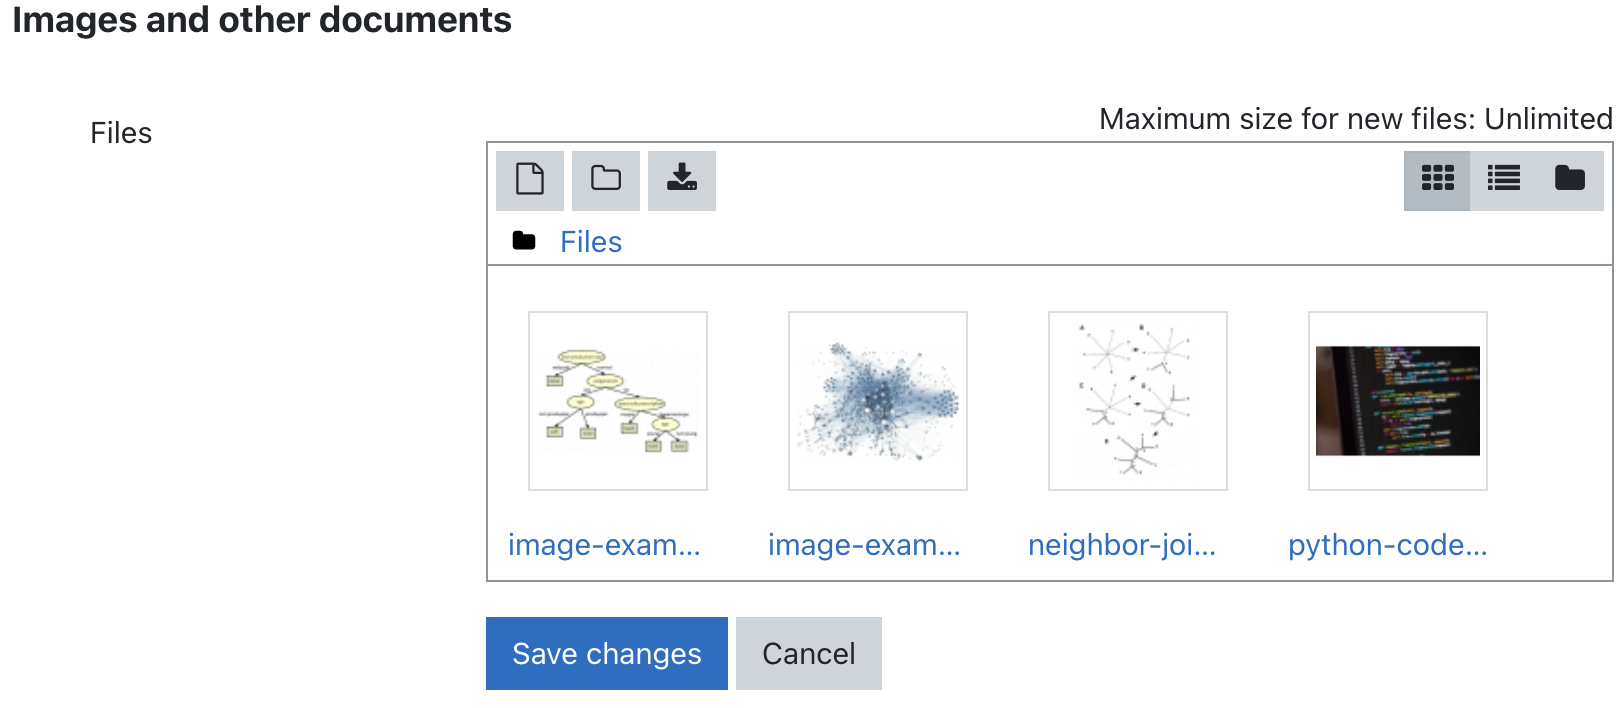 Images and other documents
Files
Maximum size for new files: Unlimited
Files
image-exam...
image-exam...
neighbor-joi...
python-code...
Save changes
Cancel